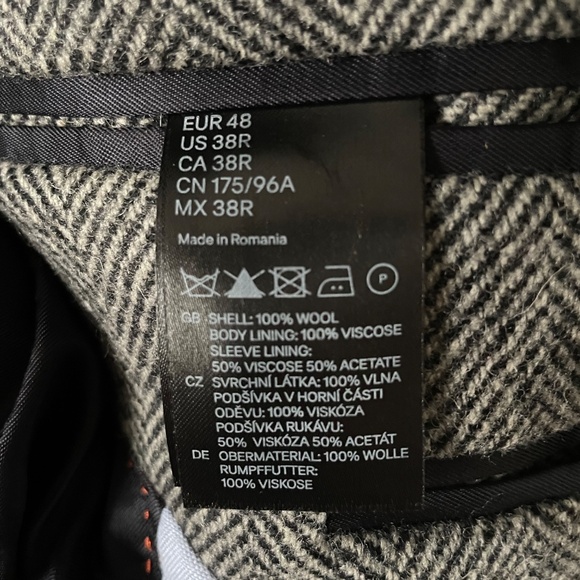 EUR 48
US 38R
CA 38R
CN 175/96A
MX 38R
Made in Romania
P
GB SHELL: 100% WOOL
BODY LINING: 100% VISCOSE
SLEEVE LINING:
50% VISCOSE 50% ACETATE
CZ SVRCHNÍ LÁTKA: 100% VLNA
PODŠÍVKA V HORNÍ ČÁSTI
ODĚVU: 100% VISKÓZA
PODŠÍVKA RUKÁVU:
50% VISKÓZA 50% ACETÁT
DE OBERMATERIAL: 100% WOLLE
RUMPFFUTTER:
100% VISKOSE